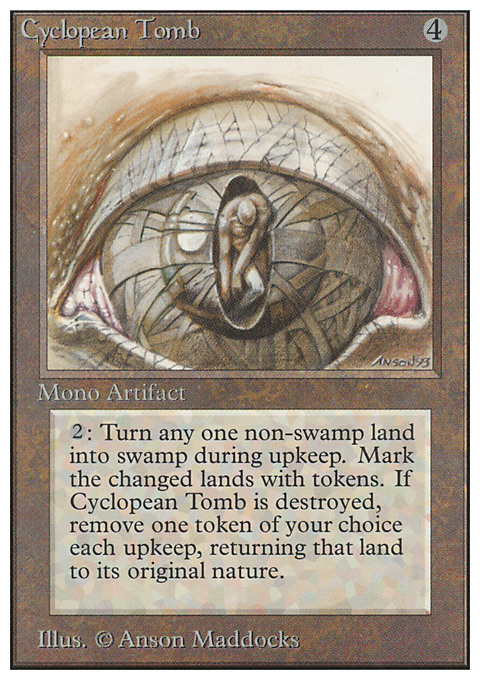 Cyclopean Tomb 4
ANSON93
Mono Artifact
2: Turn any one non-swamp land
into swamp during upkeep. Mark
the changed lands with tokens. If
Cyclopean Tomb is destroyed,
remove one token of your choice
each upkeep, returning that land
to its original nature.
Illus. © Anson Maddocks